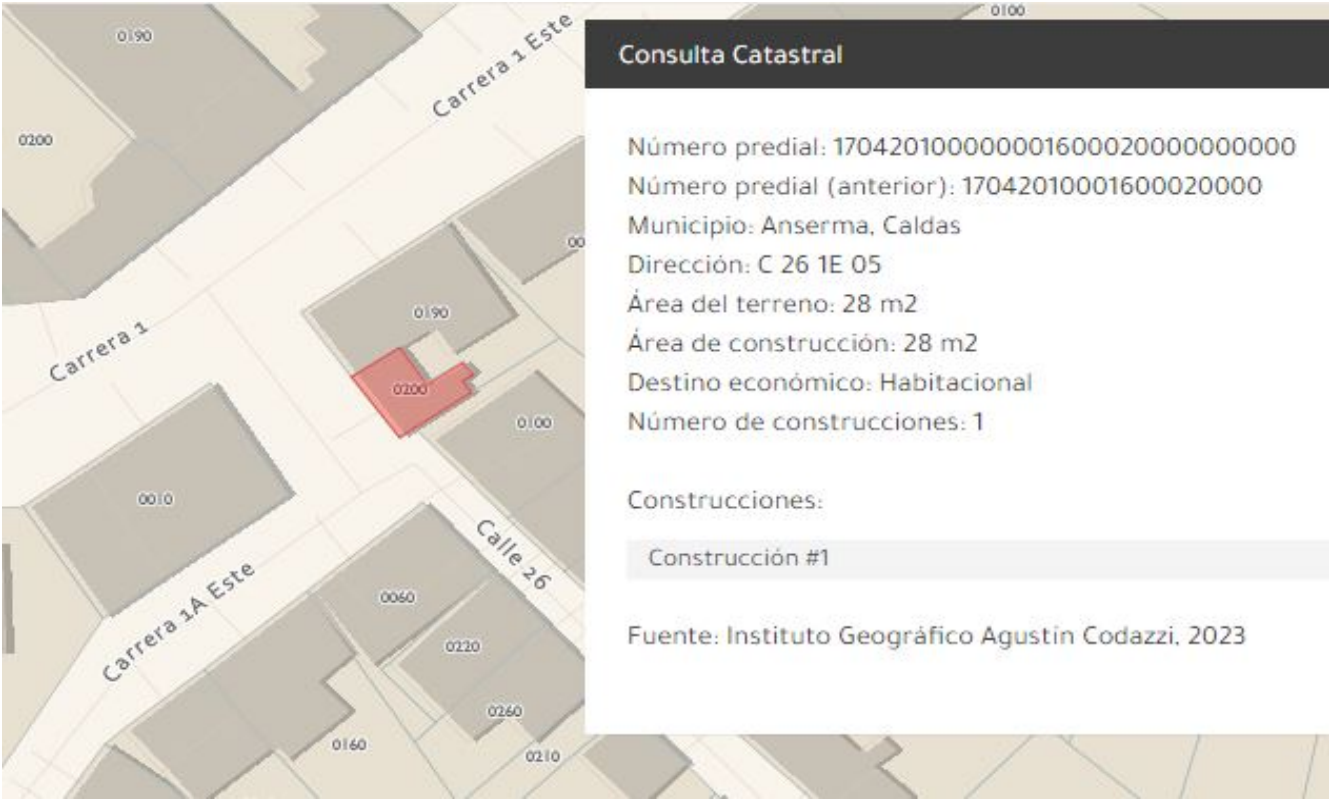 0190
0200
Carrera 1 Este
0100
Carrera 1
0190
00
0200
0100
0010
Calle 26
Carrera 1A Este
0060
0220
0260
0160
0210
Consulta Catastral
Número predial: 170420100000001600020000000000
Número predial (anterior): 17042010001600020000
Municipio: Anserma, Caldas
Dirección: C 26 1E 05
Área del terreno: 28 m2
Área de construcción: 28 m2
Destino económico: Habitacional
Número de construcciones: 1
Construcciones:
Construcción #1
Fuente: Instituto Geográfico Agustín Codazzi, 2023